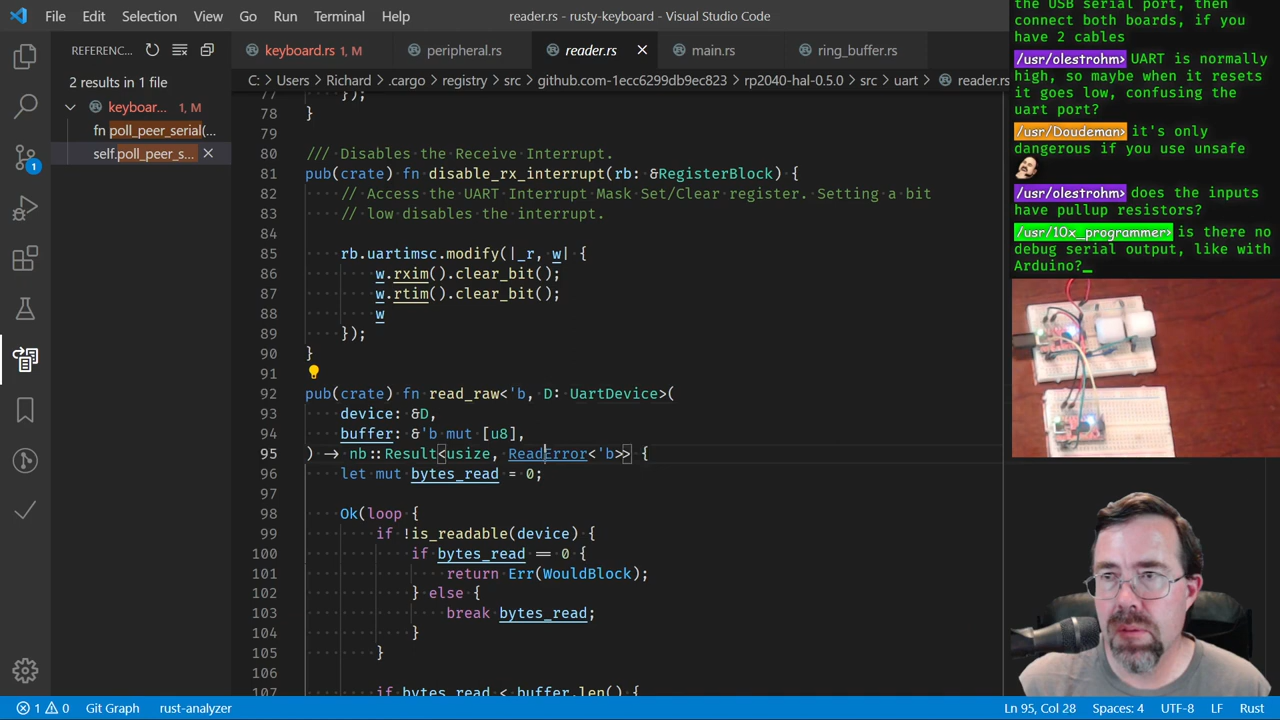 File Edit Selection View Go Run Terminal Help
reader.rs - rusty-keyboard - Visual Studio Code
REFERENC...
keyboard.rs 1, M
peripheral.rs
reader.rs
main.rs
ring_buffer.rs
2 results in 1 file
keyboar... 1, M
fn poll_peer_serial(...
self.poll_peer_s...
C: > Users > Richard > .cargo > registry > src > github.com-1ecc6299db9ec823 > rp2040-hal-0.5.0 > src > uart > reader.rs
77 });
78 }
79
80 /// Disables the Receive Interrupt.
81 pub(crate) fn disable_rx_interrupt(rb: &RegisterBlock) {
82 // Access the UART Interrupt Mask Set/Clear register. Setting a bit
83 // low disables the interrupt.
84
85 rb.uartimsc.modify(|_r, w| {
86 w.rxim().clear_bit();
87 w.rtim().clear_bit();
88 w
89 });
90 }
91
92 pub(crate) fn read_raw<'b, D: UartDevice>(
93 device: &D,
94 buffer: &'b mut [u8],
95 ) -> nb::Result<usize, ReadError<'b>> {
96 let mut bytes_read = 0;
97
98 Ok(loop {
99 if !is_readable(device) {
100 if bytes_read == 0 {
101 return Err(WouldBlock);
102 } else {
103 break bytes_read;
104 }
105 }
106
107 if bytes_read < buffer.len() {
the USB serial port, then
connect both boards, if you
have 2 cables
/usr/olestrohm> UART is normally
high, so maybe when it resets
it goes low, confusing the
uart port?
/usr/Doudeman> it's only
dangerous if you use unsafe
/usr/olestrohm> does the inputs
have pullup resistors?
/usr/10x_programmer> is there no
debug serial output, like with
Arduino?_
1
1 0 Git Graph rust-analyzer
Ln 95, Col 28 Spaces: 4 UTF-8 LF Rust